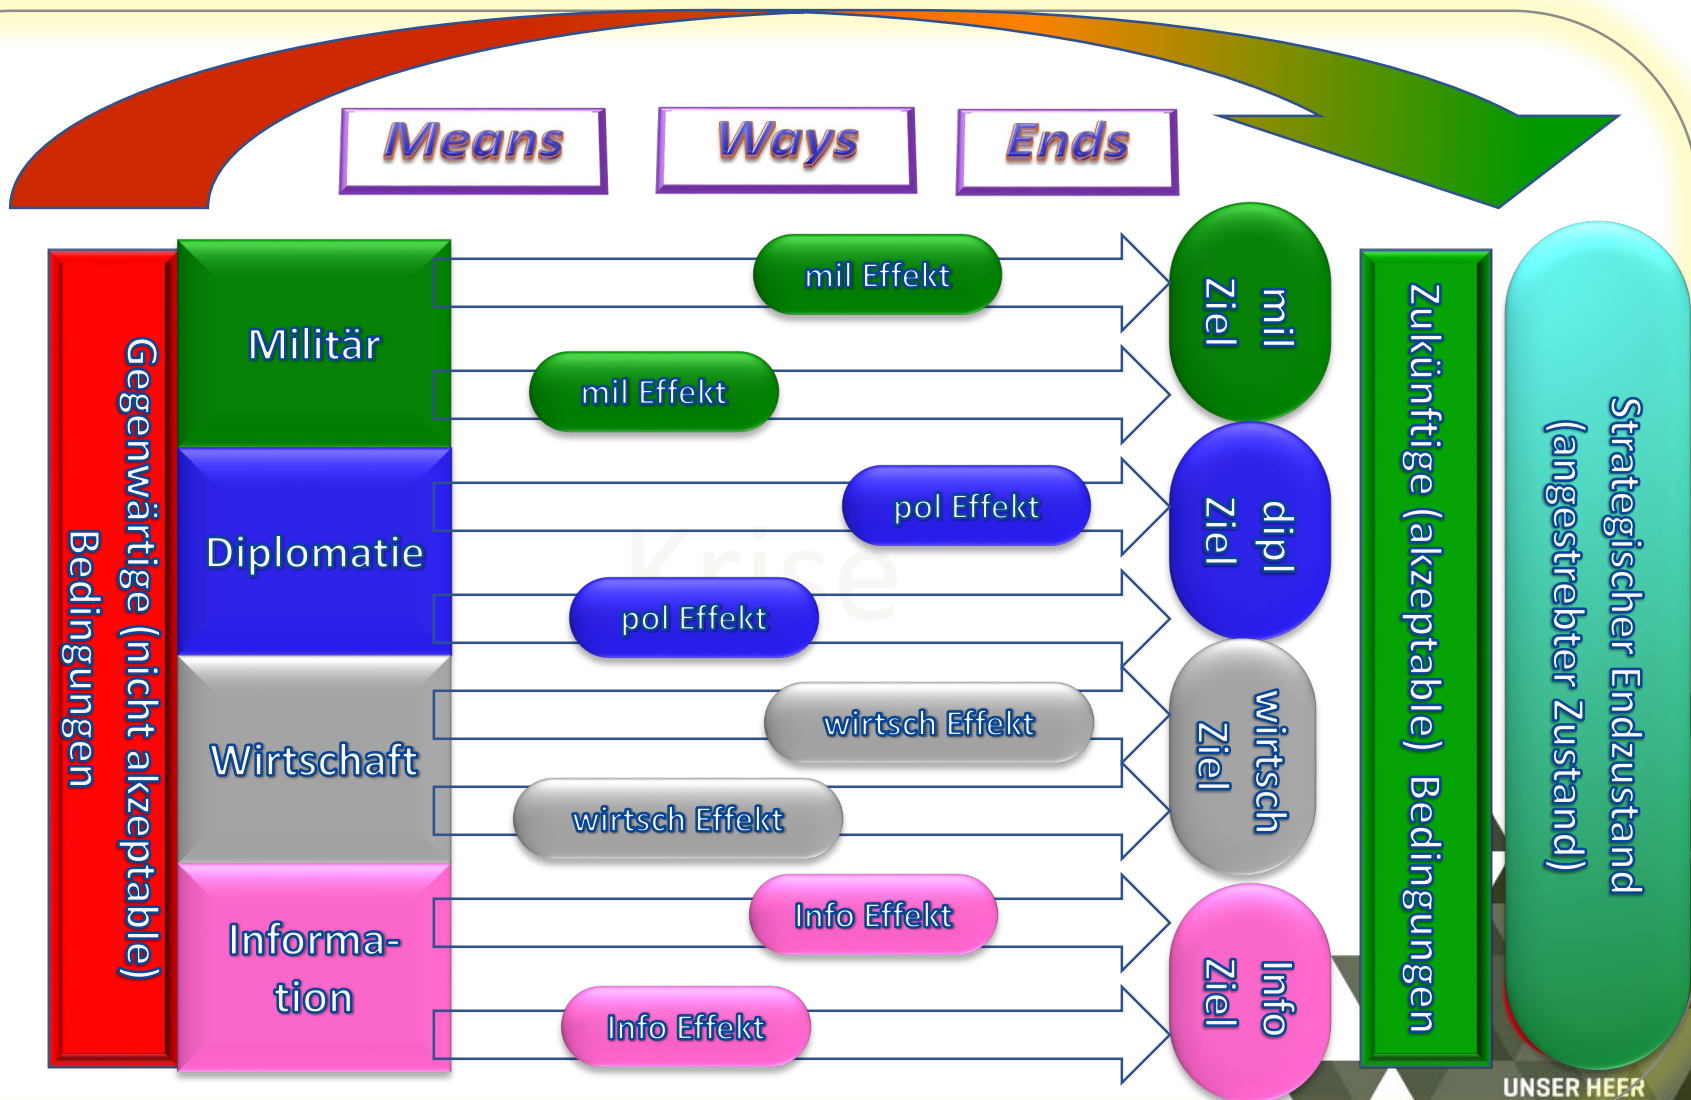 Means
Ways
Ends
Gegenwärtige (nicht akzeptable)
Bedingungen
Militär
mil Effekt
mil Effekt
mil
Ziel
Diplomatie
pol Effekt
pol Effekt
dipl
Ziel
Krise
Wirtschaft
wirtsch Effekt
wirtsch Effekt
wirtsch
Ziel
Informa-
tion
Info Effekt
Info Effekt
Info
Ziel
Zukünftige (akzeptable) Bedingungen
Strategischer Endzustand
(angestrebter Zustand)
UNSER HEER